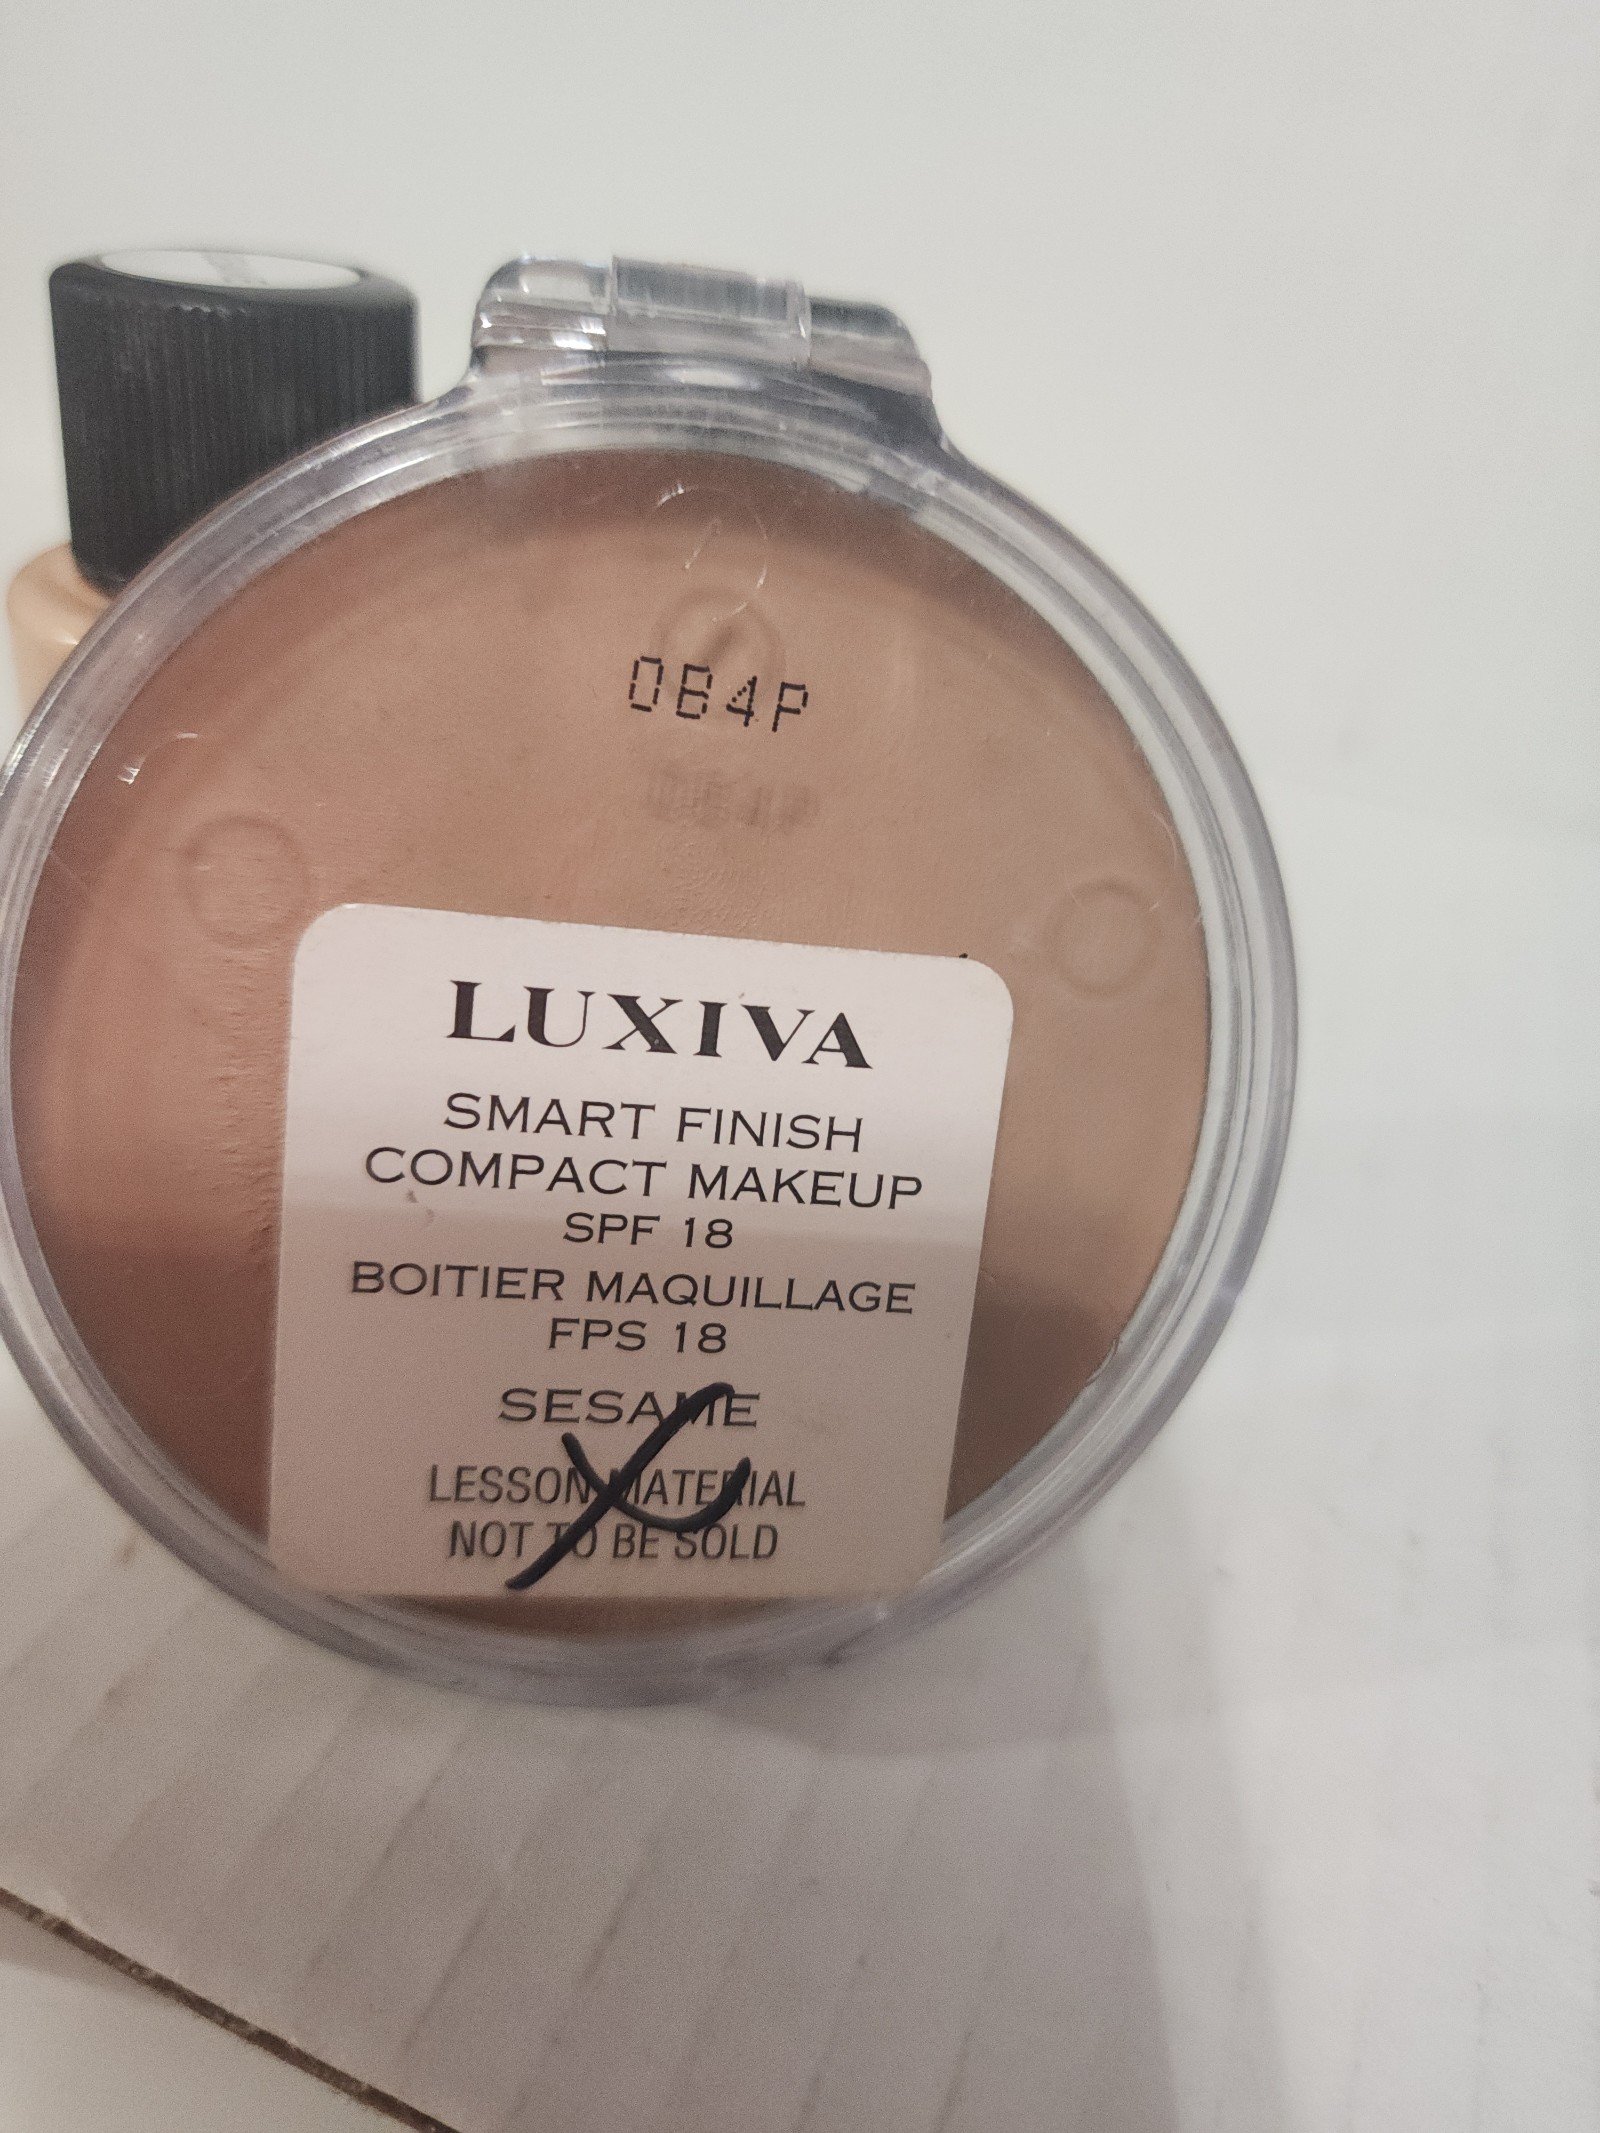 0B4P
LUXIVA
SMART FINISH
COMPACT MAKEUP
SPF 18
BOITIER MAQUILLAGE
FPS 18
SESAME
LESSON MATERIAL
NOT TO BE SOLD